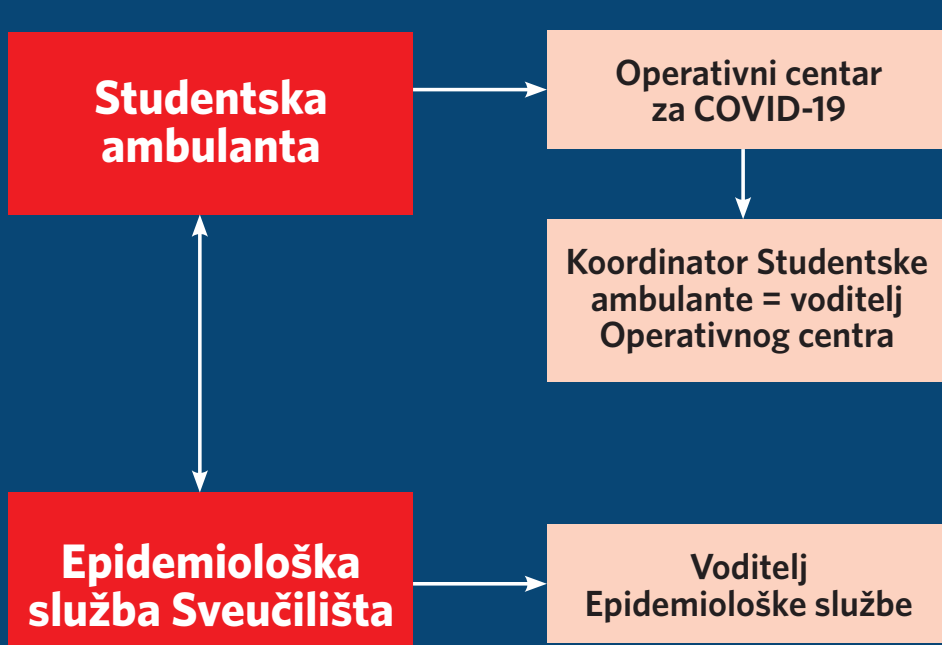 Studentska
ambulanta
Operativni centar
za COVID-19
Koordinator Studentske
ambulante = voditelj
Operativnog centra
Epidemiološka
služba Sveučilišta
Voditelj
Epidemiološke službe